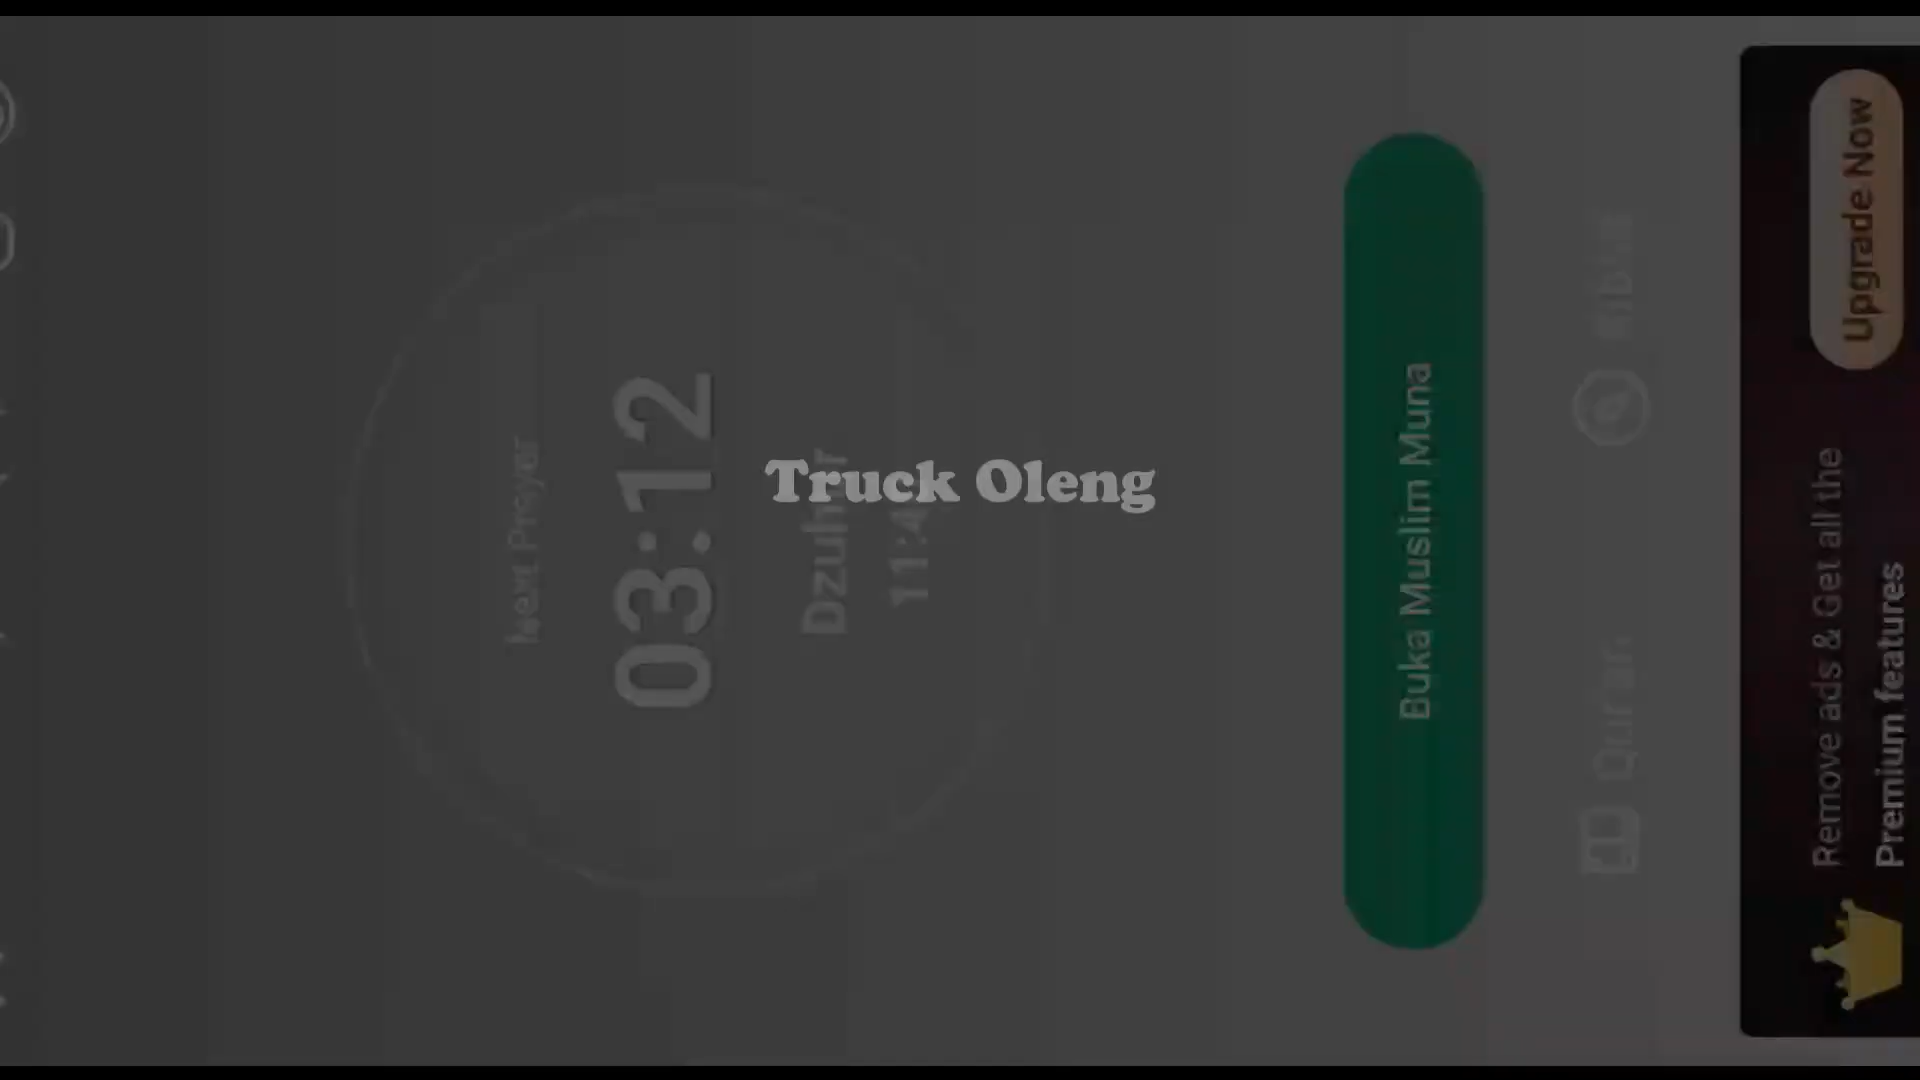 Truck Oleng
Next Prayer
03:12
Dzuhur
Buka Muslim Muna
Quran
Remove ads & Get all the
Premium features
Upgrade Now